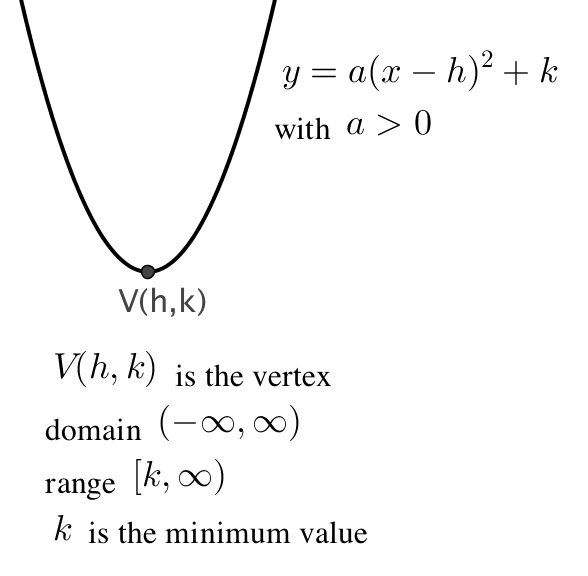 y = a(x − h)² + k
with a > 0
V(h,k)
V(h, k) is the vertex
domain (−∞, ∞)
range [k, ∞)
k is the minimum value